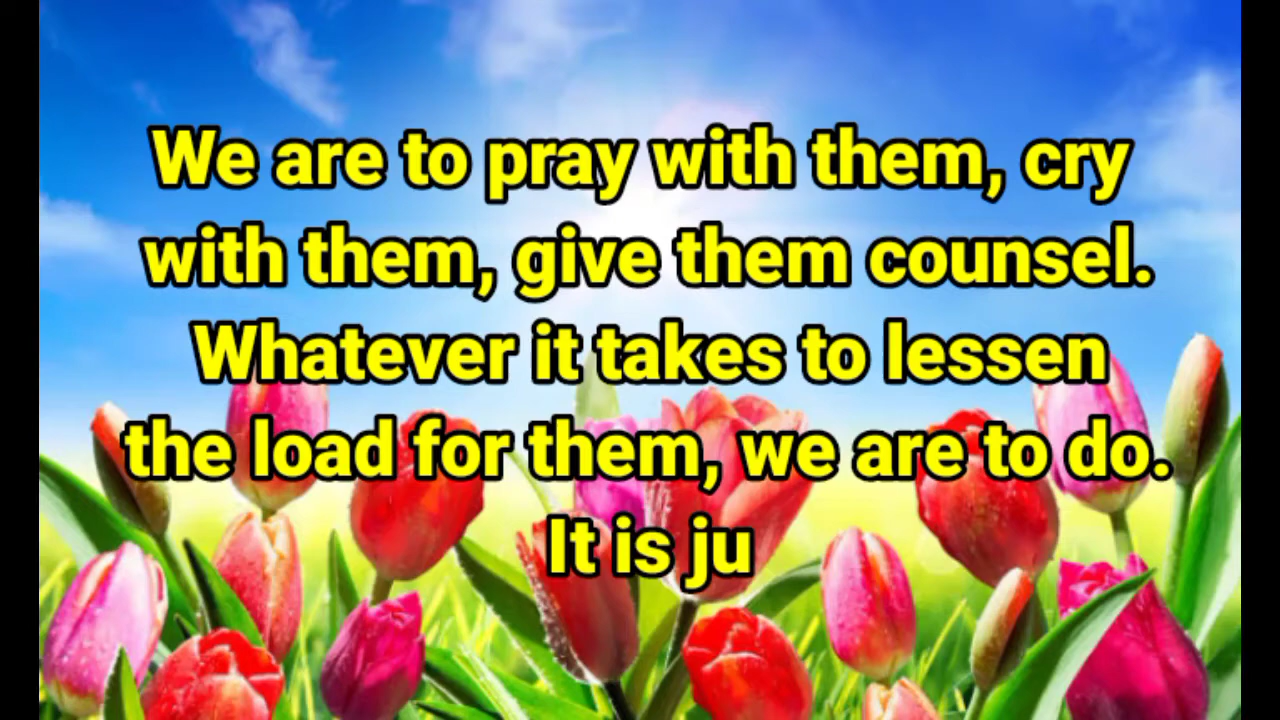 We are to pray with them, cry
with them, give them counsel.
Whatever it takes to lessen
the load for them, we are to do.
It is ju